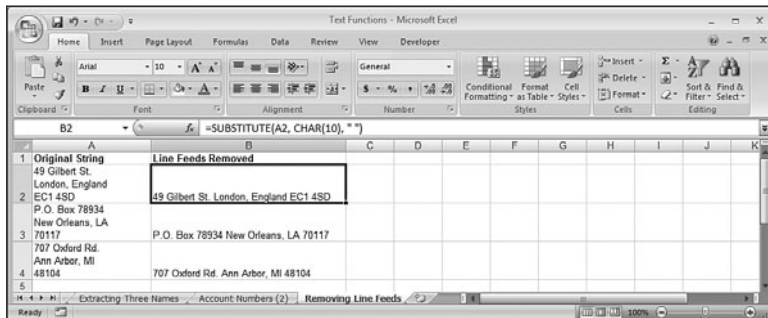 Text Functions - Microsoft Excel
Home Insert Page Layout Formulas Data Review View Developer
Paste
Arial 10 A A
B I U A
General
$ % ,
Conditional Formatting
Format as Table
Cell Styles
Insert
Delete
Format
Σ
Sort & Filter
Find & Select
Clipboard Font Alignment Number Styles Cells Editing
B2 fx =SUBSTITUTE(A2, CHAR(10), " ")
A B C D E F G H I J K
1 Original String Line Feeds Removed
49 Gilbert St.
London, England
2 EC1 4SD 49 Gilbert St. London, England EC1 4SD
P.O. Box 78934
New Orleans, LA
3 70117 P.O. Box 78934 New Orleans, LA 70117
707 Oxford Rd.
Ann Arbor, MI
4 48104 707 Oxford Rd. Ann Arbor, MI 48104
5
Extracting Three Names Account Numbers (2) Removing Line Feeds
Ready 100%